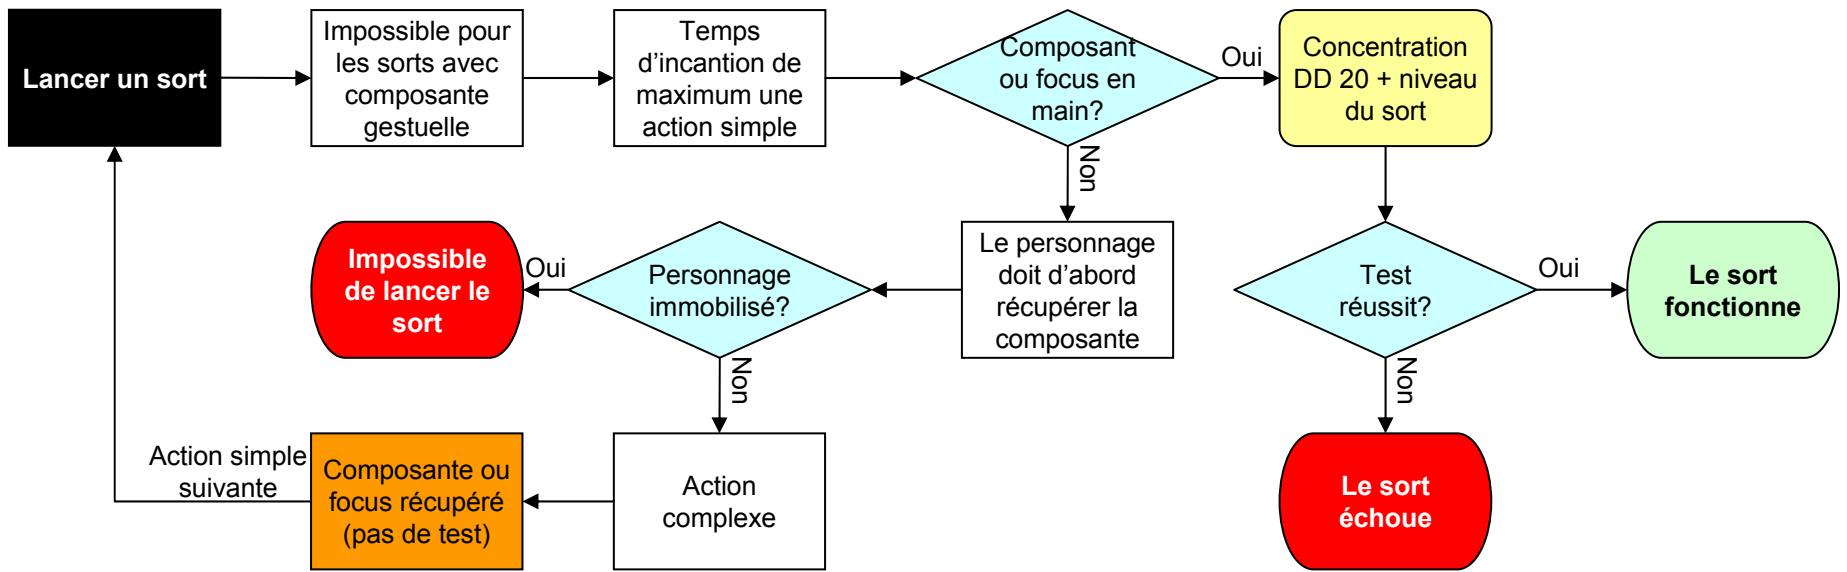 Lancer un sort
Impossible pour
les sorts avec
composante
gestuelle
Temps
d’incantion de
maximum une
action simple
Composant
ou focus en
main?
Oui
Concentration
DD 20 + niveau
du sort
Non
Impossible
de lancer le
sort
Oui
Personnage
immobilisé?
Le personnage
doit d’abord
récupérer la
composante
Test
réussit?
Oui
Le sort
fonctionne
Non
Non
Action simple
suivante
Composante ou
focus récupéré
(pas de test)
Action
complexe
Le sort
échoue